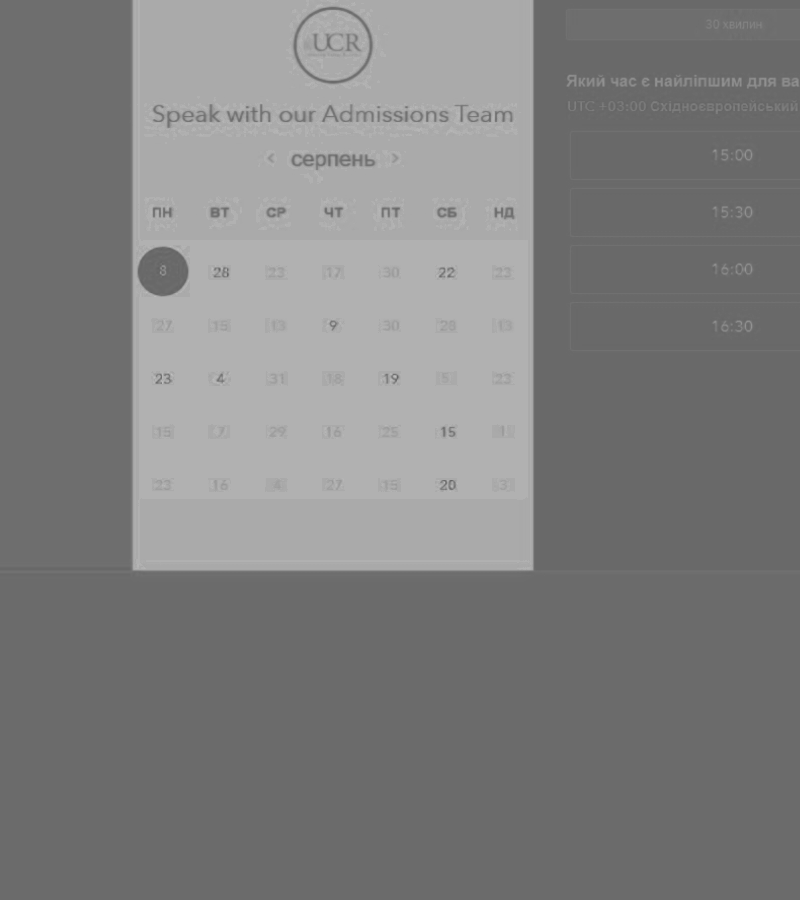 UCR
Speak with our Admissions Team
< серпень >
ПН ВТ СР ЧТ ПТ СБ НД
8 28 23 17 30 22 23
27 15 13 9 30 28 13
23 4 31 18 19 5 23
15 7 29 16 25 15 1
23 16 4 27 15 20 3
30 хвилин
Який час є найліпшим для ва
UTC +03:00 Східноєвропейський
15:00
15:30
16:00
16:30